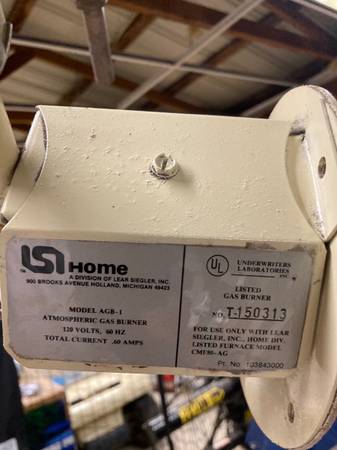 LSI Home
A DIVISION OF LEAR SIEGLER, INC.
900 BROOKS AVENUE HOLLAND, MICHIGAN 49423
MODEL AGB-1
ATMOSPHERIC GAS BURNER
120 VOLTS, 60 HZ
TOTAL CURRENT .60 AMPS
UL
UNDERWRITERS
LABORATORIES
INC.
LISTED
GAS BURNER
NO. T-150313
FOR USE ONLY WITH LEAR
SIEGLER, INC., HOME DIV.
LISTED FURNACE MODEL
CMF80-AG
Pt. No. 103843000